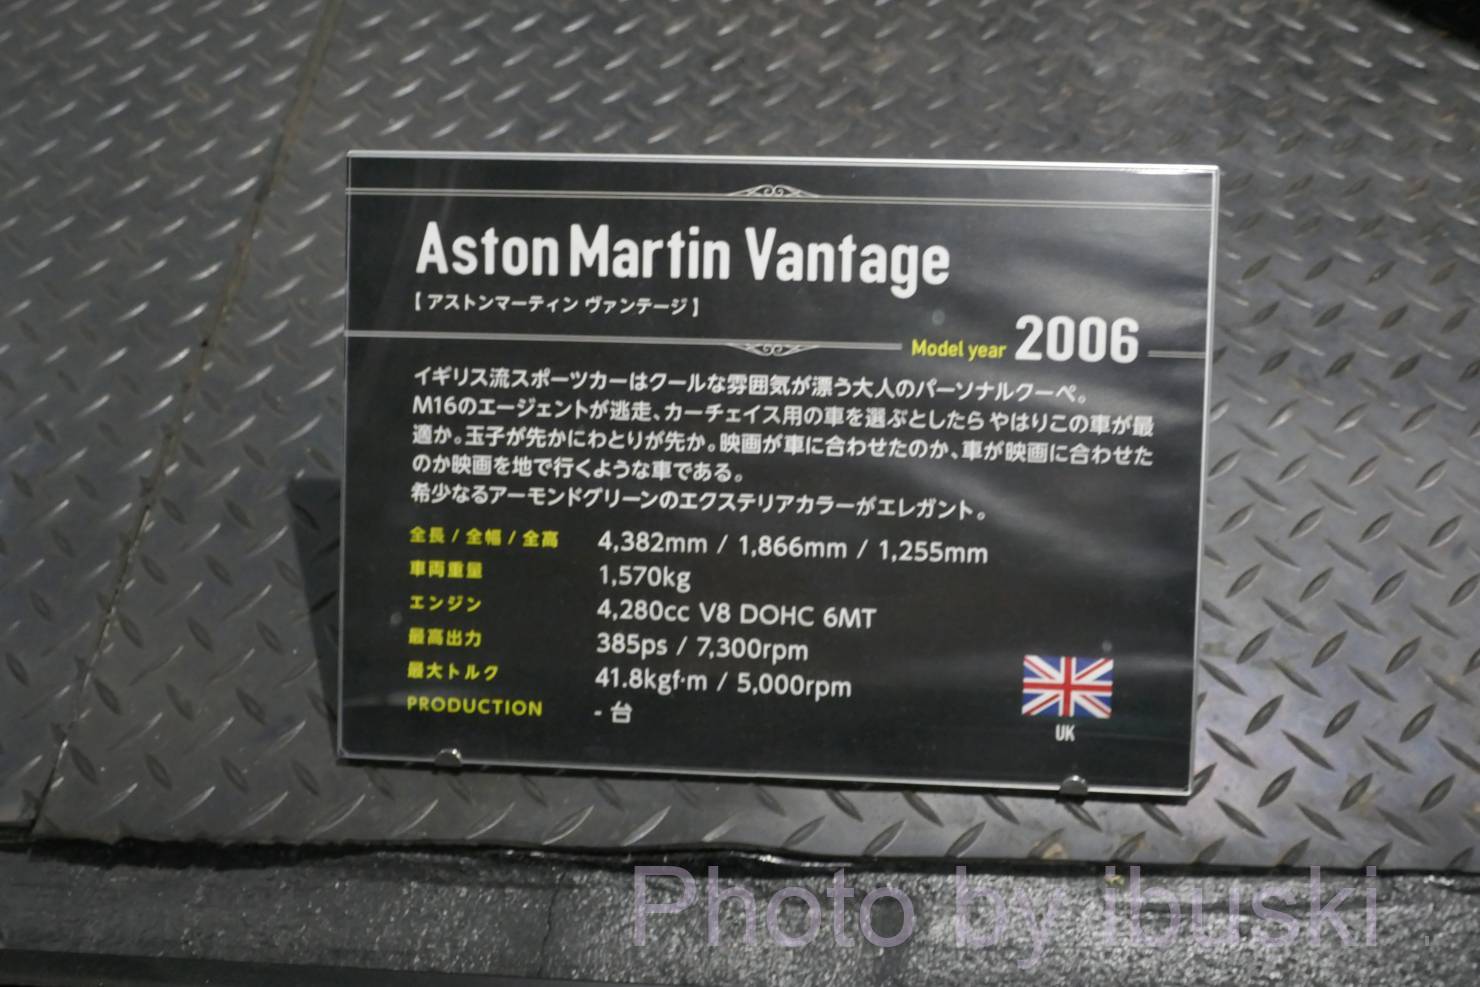 Aston Martin Vantage
【 アストンマーティン ヴァンテージ 】
Model year 2006
イギリス流スポーツカーはクールな雰囲気が漂う大人のパーソナルクーペ。
M16のエージェントが逃走、カーチェイス用の車を選ぶとしたら やはりこの車が最
適か。玉子が先かにわとりが先か。映画が車に合わせたのか、車が映画に合わせた
のか映画を地で行くような車である。
希少なるアーモンドグリーンのエクステリアカラーがエレガント。
全長 / 全幅 / 全高 4,382mm / 1,866mm / 1,255mm
車両重量 1,570kg
エンジン 4,280cc V8 DOHC 6MT
最高出力 385ps / 7,300rpm
最大トルク 41.8kgf·m / 5,000rpm
PRODUCTION - 台
UK
Photo by ibuski